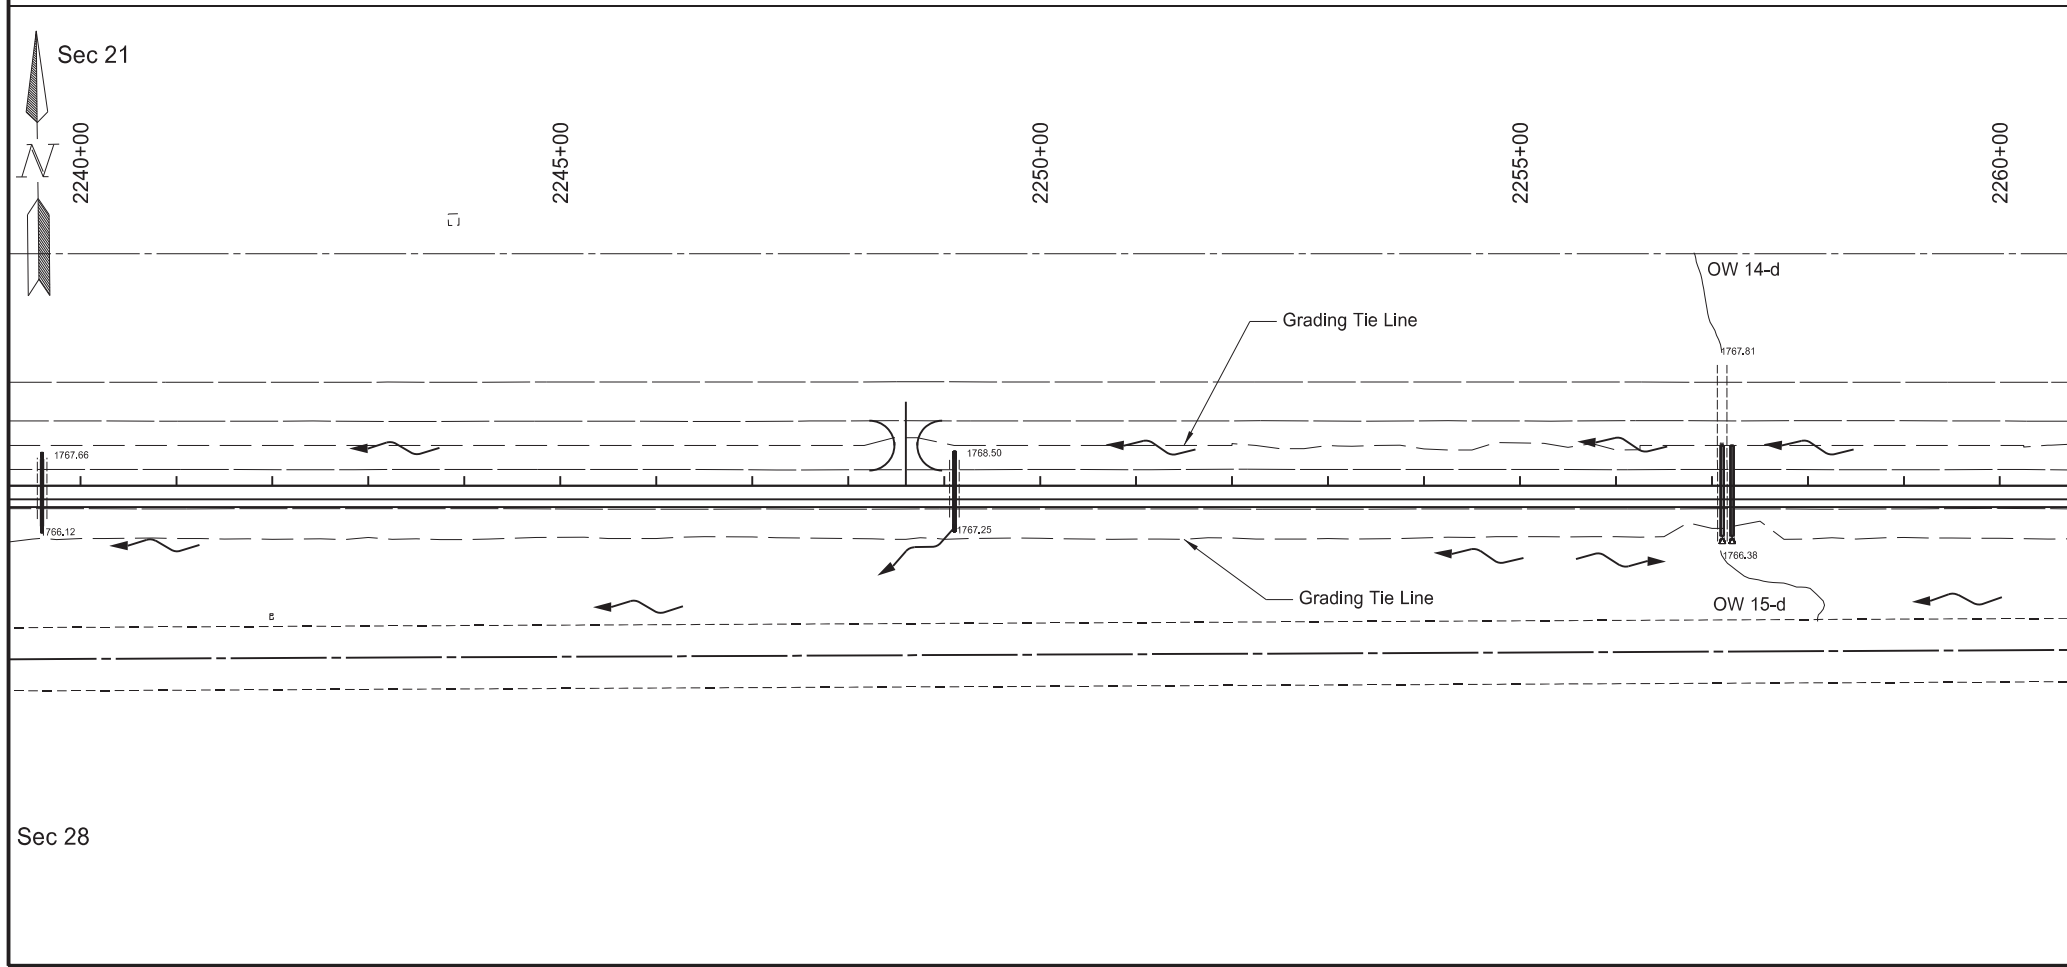 Sec 21
N
2240+00
2245+00
2250+00
2255+00
2260+00
OW 14-d
Grading Tie Line
1767.81
1767.66
1768.50
766.12
1767.25
1766.38
Grading Tie Line
OW 15-d
Sec 28